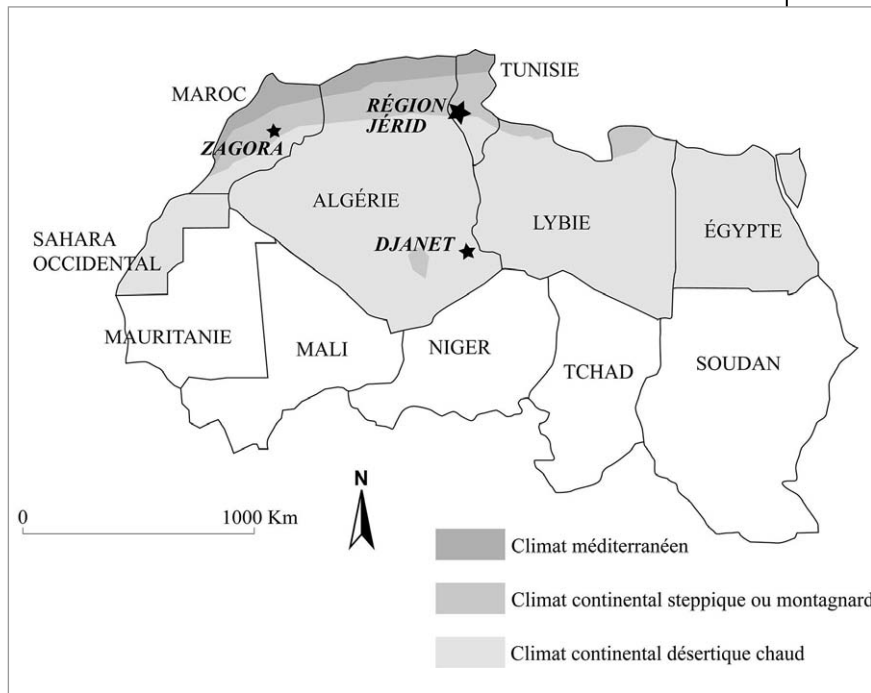 TUNISIE
MAROC
RÉGION
JÉRID
ZAGORA
ALGÉRIE
LYBIE
ÉGYPTE
SAHARA
OCCIDENTAL
DJANET
MAURITANIE
MALI
NIGER
TCHAD
SOUDAN
N
0 1000 Km
Climat méditerranéen
Climat continental steppique ou montagnard
Climat continental désertique chaud